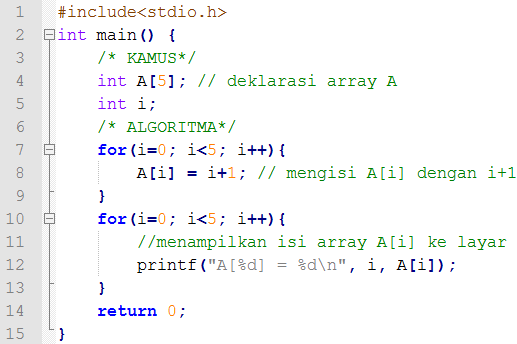 1 #include<stdio.h>
2 int main() {
3 /* KAMUS*/
4 int A[5]; // deklarasi array A
5 int i;
6 /* ALGORITMA*/
7 for(i=0; i<5; i++){
8 A[i] = i+1; // mengisi A[i] dengan i+1
9 }
10 for(i=0; i<5; i++){
11 //menampilkan isi array A[i] ke layar
12 printf("A[%d] = %d\n", i, A[i]);
13 }
14 return 0;
15 }